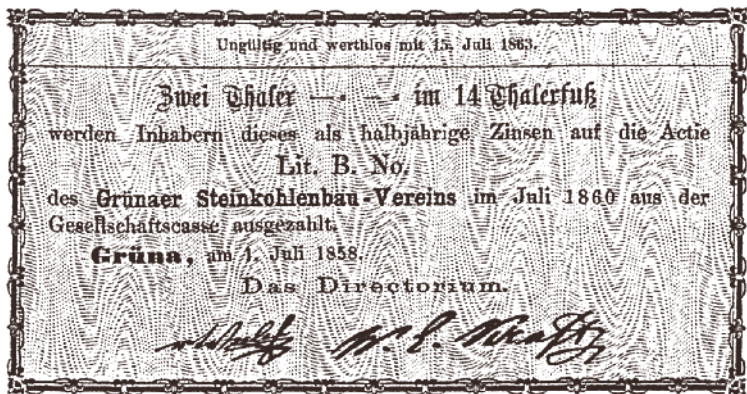 Ungültig und werthlos mit 15. Juli 1863.
Zwei Thaler —·—· im 14 Thalerfuß
werden Inhabern dieses als halbjährige Zinsen auf die Actie
Lit. B. No.
des Grünaer Steinkohlenbau-Vereins im Juli 1860 aus der
Gesellschaftscasse ausgezahlt.
Grüna, am 1. Juli 1858.
Das Directorium.